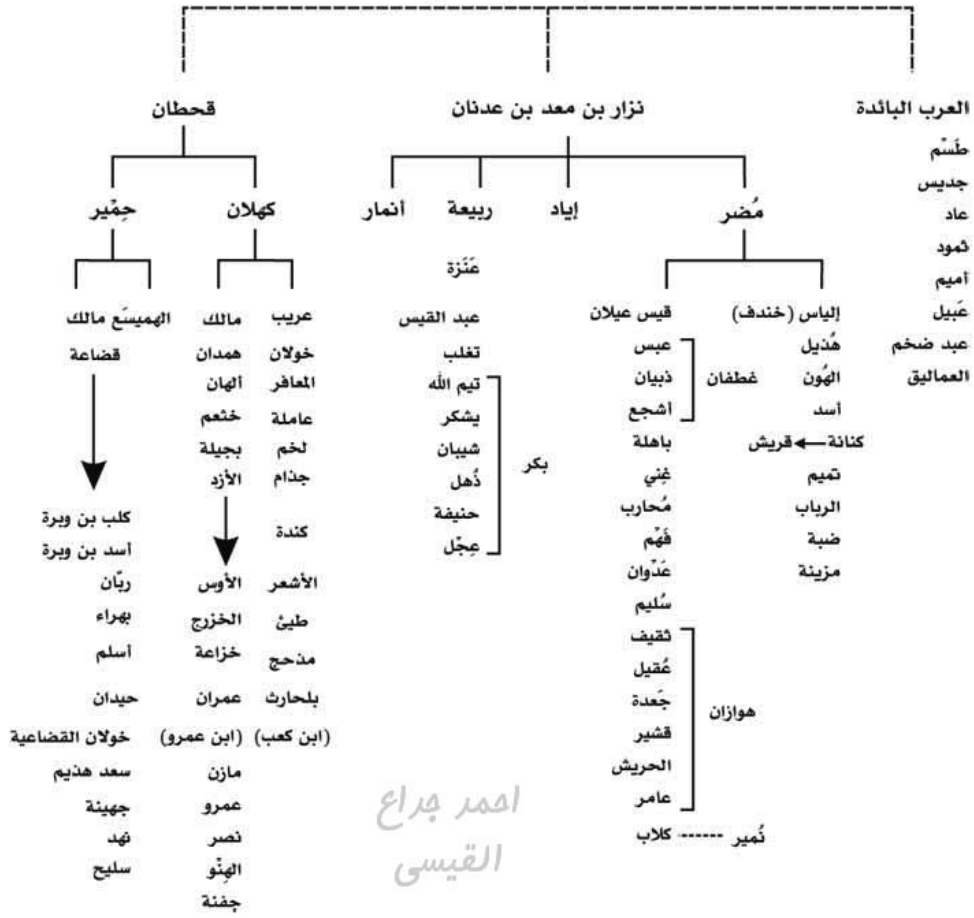 العرب البائدة
طَسْم
جديس
عاد
ثمود
أميم
عَبيل
عبد ضخم
العماليق
نزار بن معد بن عدنان
مُضر
إياد
ربيعة
أنمار
إلياس (خندف)
هُذيل
الهُون
أسد
كنانة
قريش
تميم
الرباب
ضبة
مزينة
قيس عيلان
عبس
ذبيان
أشجع
غطفان
باهلة
غِني
مُحارب
فَهْم
عَدْوان
سُليم
ثقيف
عُقيل
جَعدة
قشير
الحريش
عامر
هوازان
نُمير
كلاب
عَنَزة
عبد القيس
تغلب
تيم الله
يشكر
شيبان
ذُهل
حنيفة
عِجْل
بكر
قحطان
كهلان
حِمْير
عريب
خولان
المعافر
عاملة
لخم
جذام
كندة
الأشعر
طيئ
مذحج
بلحارث
(ابن كعب)
مالك
همدان
ألهان
خثعم
بجيلة
الأزد
الأوس
الخزرج
خزاعة
عمران
(ابن عمرو)
مازن
عمرو
نصر
الهِنْو
جفنة
الهميسَع
مالك
قضاعة
كلب بن وبرة
أسد بن وبرة
ربّان
بهراء
أسلم
حيدان
خولان القضاعية
سعد هذيم
جهينة
نهد
سليح
احمد جراع
القيسى